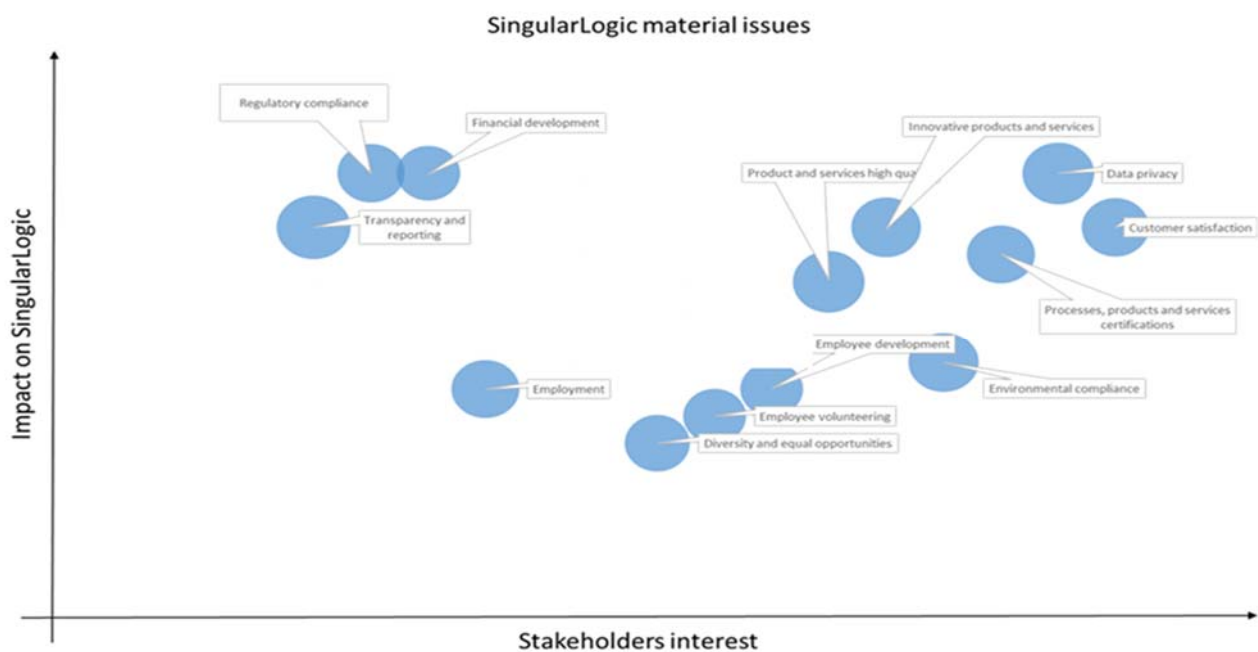 SingularLogic material issues
Regulatory compliance
Financial development
Innovative products and services
Product and services high qua
Data privacy
Transparency and
reporting
Customer satisfaction
Processes, products and services
certifications
Employee development
Employment
Environmental compliance
Employee volunteering
Diversity and equal opportunities
Impact on SingularLogic
Stakeholders interest